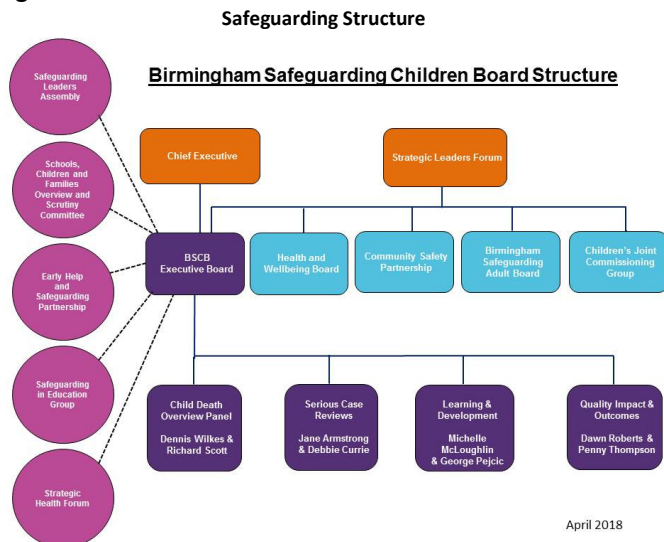 Safeguarding Structure
Birmingham Safeguarding Children Board Structure
Safeguarding
Leaders
Assembly
Schools,
Children and
Families
Overview and
Scrutiny
Committee
Early Help
and
Safeguarding
Partnership
Safeguarding
in Education
Group
Strategic
Health Forum
Chief Executive
Strategic Leaders Forum
BSCB
Executive Board
Health and
Wellbeing Board
Community Safety
Partnership
Birmingham
Safeguarding
Adult Board
Children's Joint
Commissioning
Group
Child Death
Overview Panel
Dennis Wilkes &
Richard Scott
Serious Case
Reviews
Jane Armstrong
& Debbie Currie
Learning &
Development
Michelle
McLoughlin
& George Pejcic
Quality Impact &
Outcomes
Dawn Roberts &
Penny Thompson
April 2018